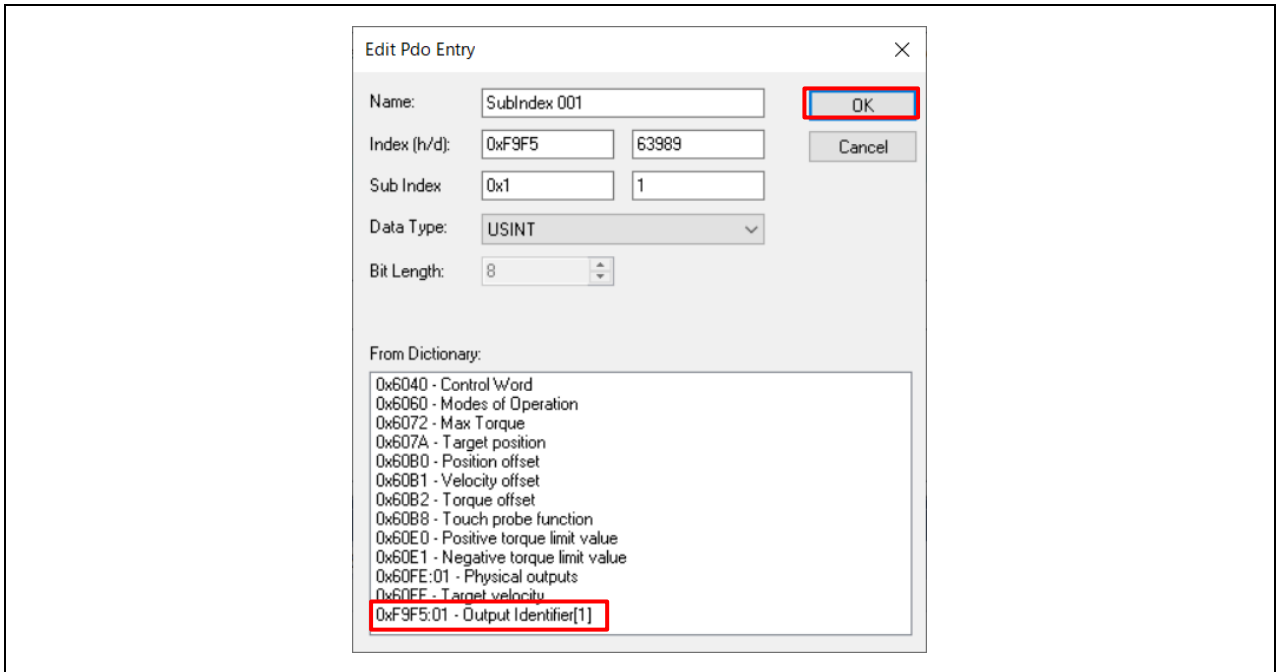 Edit Pdo Entry
Name: SubIndex 001 OK
Index (h/d): 0xF9F5 63989 Cancel
Sub Index 0x1 1
Data Type: USINT
Bit Length: 8
From Dictionary:
0x6040 - Control Word
0x6060 - Modes of Operation
0x6072 - Max Torque
0x607A - Target position
0x60B0 - Position offset
0x60B1 - Velocity offset
0x60B2 - Torque offset
0x60B8 - Touch probe function
0x60E0 - Positive torque limit value
0x60E1 - Negative torque limit value
0x60FE:01 - Physical outputs
0x60FF - Target velocity
0xF9F5:01 - Output Identifier[1]